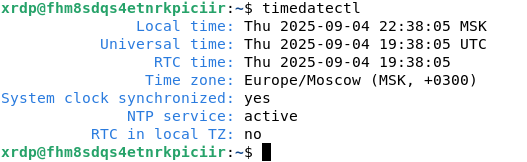 xrdp@fhm8sdqs4etnrkpiciir:~$ timedatectl
Local time: Thu 2025-09-04 22:38:05 MSK
Universal time: Thu 2025-09-04 19:38:05 UTC
RTC time: Thu 2025-09-04 19:38:05
Time zone: Europe/Moscow (MSK, +0300)
System clock synchronized: yes
NTP service: active
RTC in local TZ: no
xrdp@fhm8sdqs4etnrkpiciir:~$